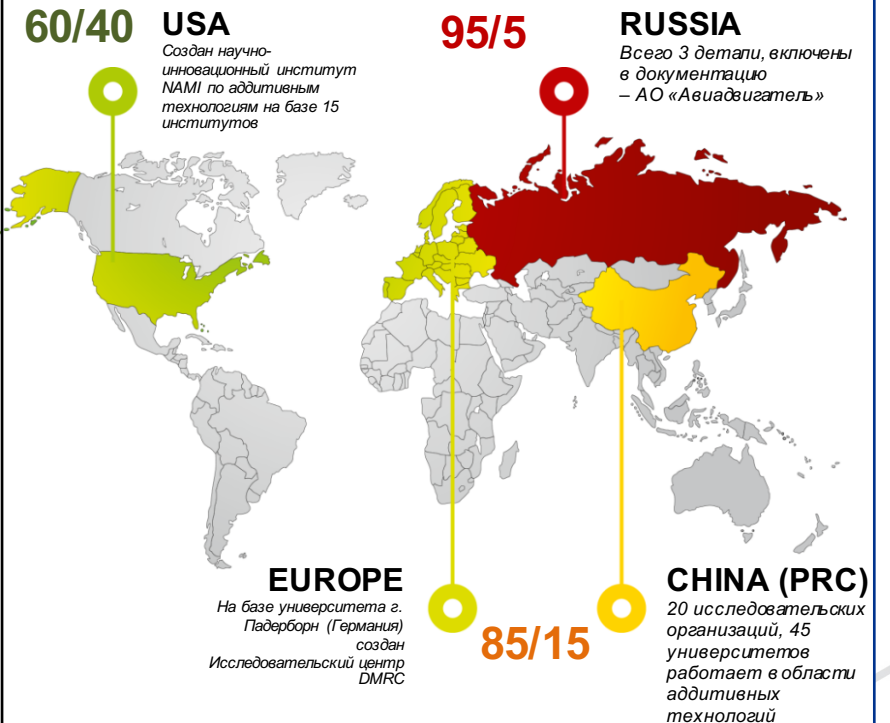 60/40
USA
Создан научно-
инновационный институт
NAMI по аддитивным
технологиям на базе 15
институтов
95/5
RUSSIA
Всего 3 детали, включены
в документацию
– АО «Авиадвигатель»
EUROPE
На базе университета г.
Падерборн (Германия)
создан
Исследовательский центр
DMRC
85/15
CHINA (PRC)
20 исследовательских
организаций, 45
университетов
работает в области
аддитивных
технологий